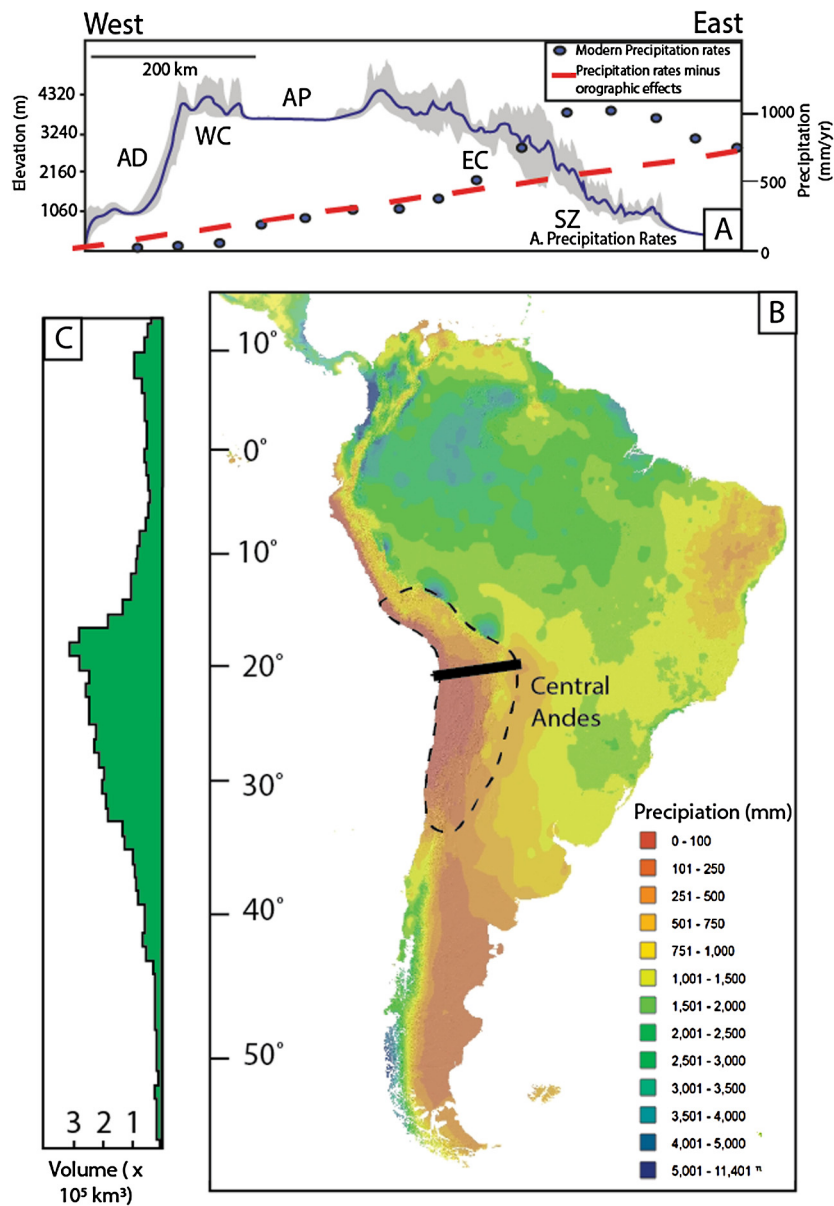 West
East
Modern Precipitation rates
Precipitation rates minus
orographic effects
200 km
Elevation (m)
4320
3240
2160
1060
AD
WC
AP
EC
SZ
A. Precipitation Rates
A
Precipitation
(mm/yr)
1000
500
0
C
B
10°
0°
10°
20°
30°
40°
50°
Central
Andes
Precipiation (mm)
0 - 100
101 - 250
251 - 500
501 - 750
751 - 1,000
1,001 - 1,500
1,501 - 2,000
2,001 - 2,500
2,501 - 3,000
3,001 - 3,500
3,501 - 4,000
4,001 - 5,000
5,001 - 11,401
3 2 1
Volume ( x
10⁵ km³)